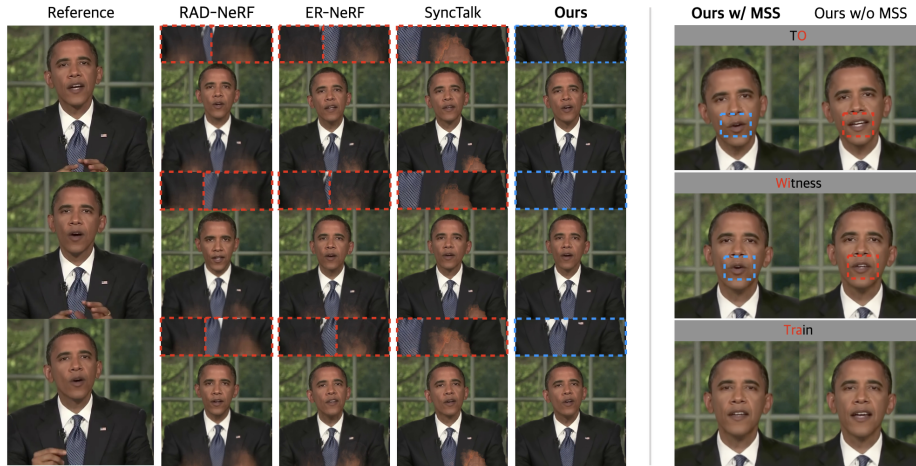 Reference RAD-NeRF ER-NeRF SyncTalk Ours
Ours w/ MSS Ours w/o MSS
TO
Witness
Train